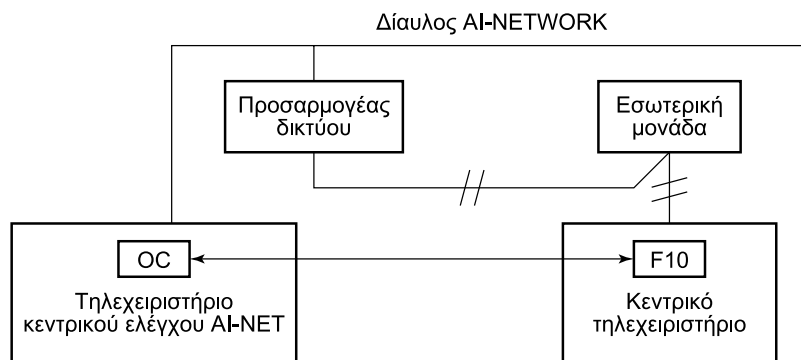 Δίαυλος AI-NETWORK
Προσαρμογέας
δικτύου
Εσωτερική
μονάδα
OC
F10
Τηλεχειριστήριο
κεντρικού ελέγχου AI-NET
Κεντρικό
τηλεχειριστήριο